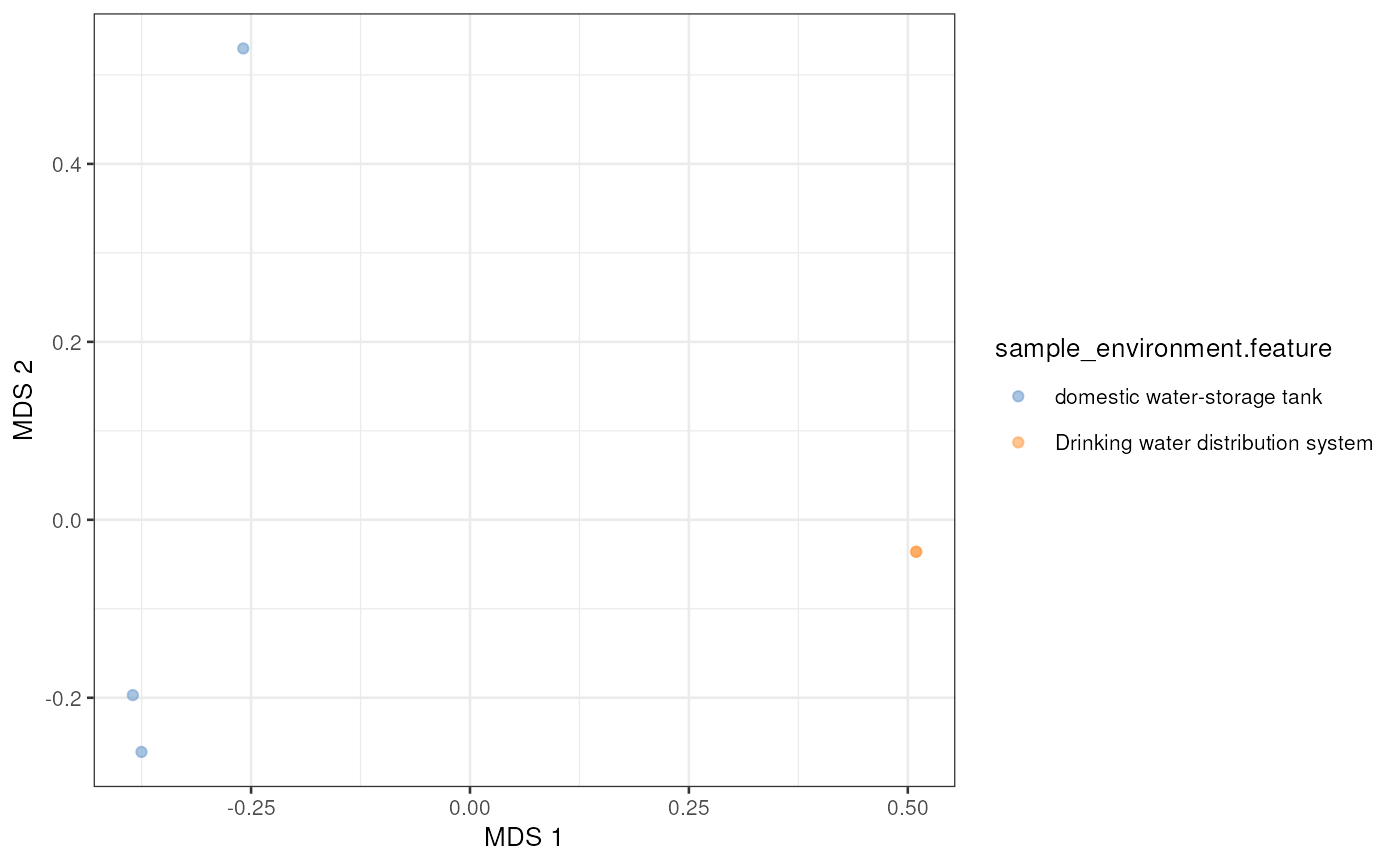 0.4
0.2
0.0
-0.2
MDS 2
-0.25
0.00
0.25
0.50
MDS 1
sample_environment.feature
domestic water-storage tank
Drinking water distribution system